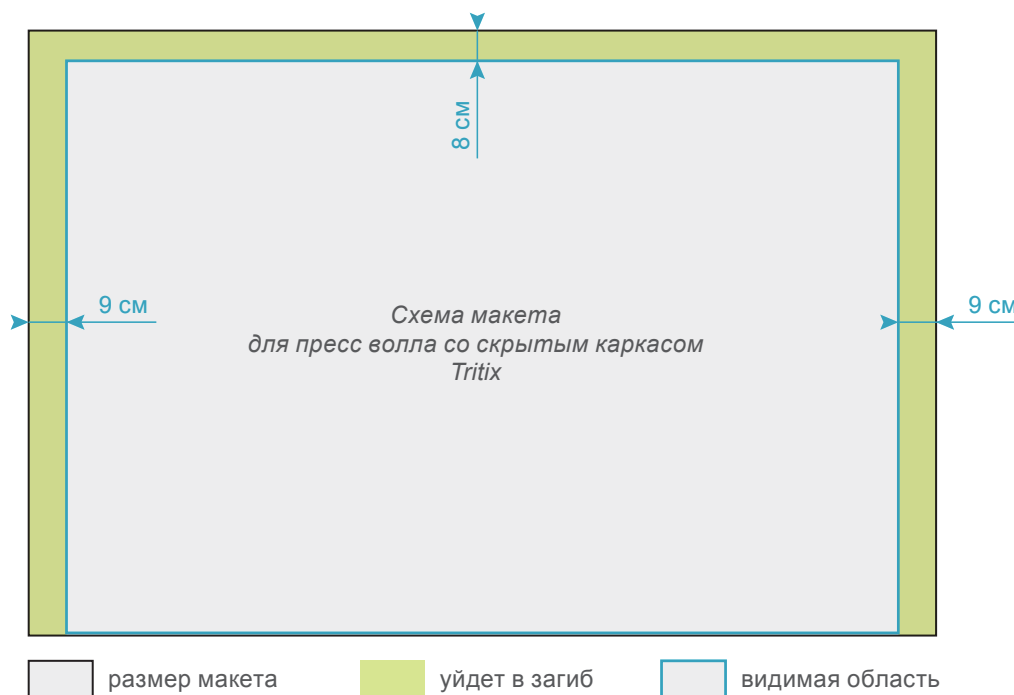 8 см
9 см
9 см
Схема макета
для пресс волла со скрытым каркасом
Tritix
размер макета
уйдет в загиб
видимая область